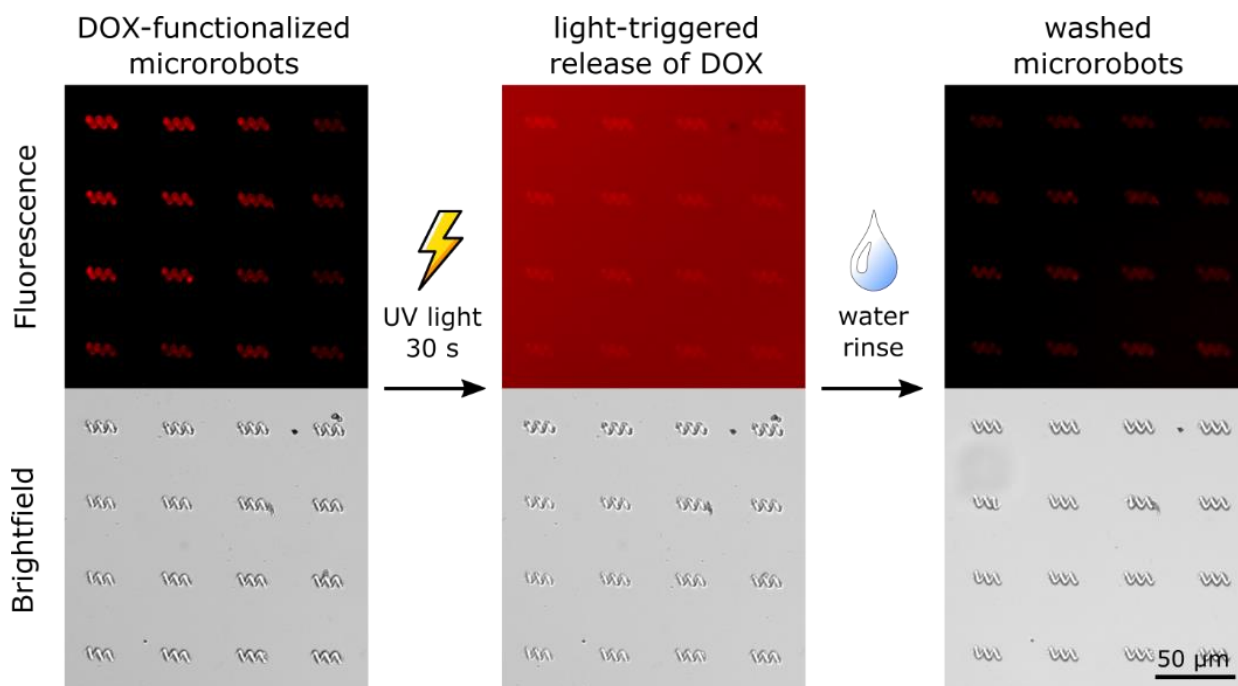 DOX-functionalized
microrobots
light-triggered
release of DOX
washed
microrobots
Fluorescence
UV light
30 s
water
rinse
Brightfield
50 µm